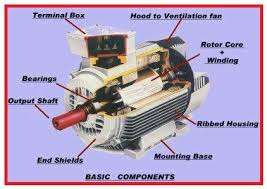 Terminal Box
Hood to Ventilation fan
Rotor Core
+
Winding
Bearings
Output Shaft
Ribbed Housing
End Shields
Mounting Base
BASIC COMPONENTS